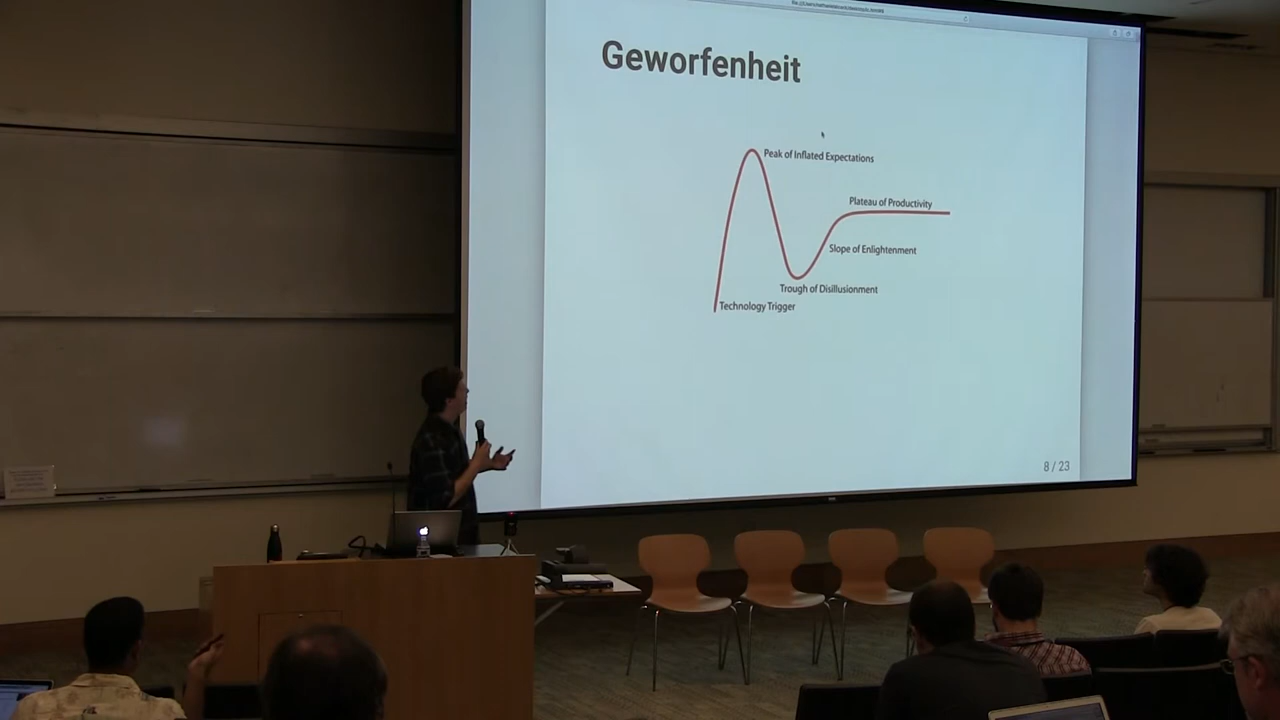 Geworfenheit
Peak of Inflated Expectations
Plateau of Productivity
Slope of Enlightenment
Trough of Disillusionment
Technology Trigger
8 / 23